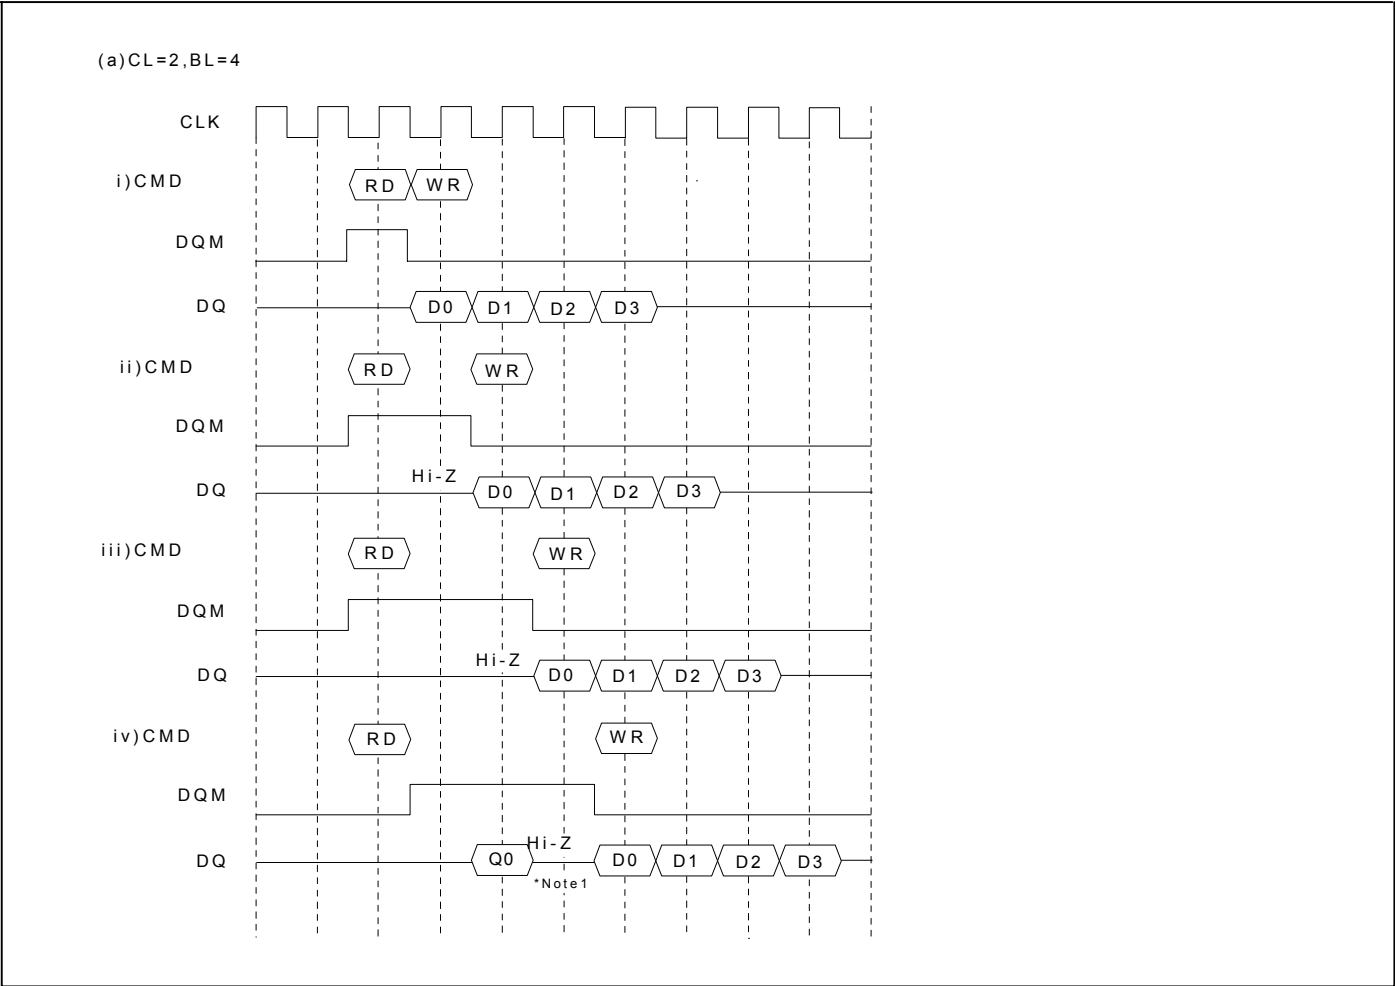 (a)CL=2,BL=4
CLK
i)CMD RD WR
DQM
DQ D0 D1 D2 D3
ii)CMD RD WR
DQM
Hi-Z
DQ D0 D1 D2 D3
iii)CMD RD WR
DQM
Hi-Z
DQ D0 D1 D2 D3
iv)CMD RD WR
DQM
Hi-Z
DQ Q0 D0 D1 D2 D3
*Note1